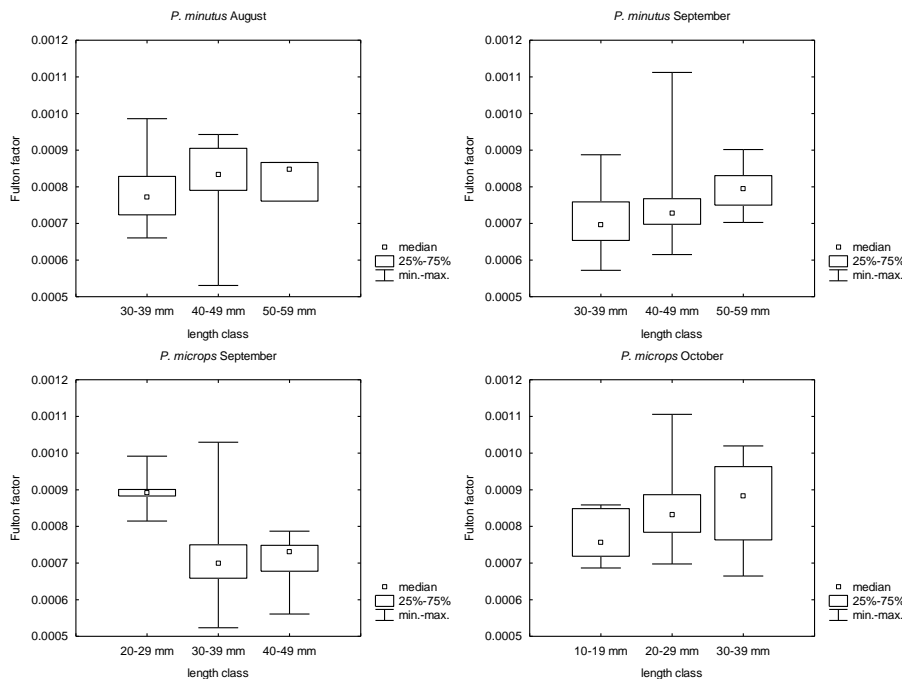 P. minutus August
0.0012
0.0011
0.0010
0.0009
0.0008
0.0007
0.0006
0.0005
Fulton factor
30-39 mm 40-49 mm 50-59 mm
length class
median
25%-75%
min.-max.
P. minutus September
0.0012
0.0011
0.0010
0.0009
0.0008
0.0007
0.0006
0.0005
Fulton factor
30-39 mm 40-49 mm 50-59 mm
length class
median
25%-75%
min.-max.
P. microps September
0.0012
0.0011
0.0010
0.0009
0.0008
0.0007
0.0006
0.0005
Fulton factor
20-29 mm 30-39 mm 40-49 mm
length class
median
25%-75%
min.-max.
P. microps October
0.0012
0.0011
0.0010
0.0009
0.0008
0.0007
0.0006
0.0005
Fulton factor
10-19 mm 20-29 mm 30-39 mm
length class
median
25%-75%
min.-max.